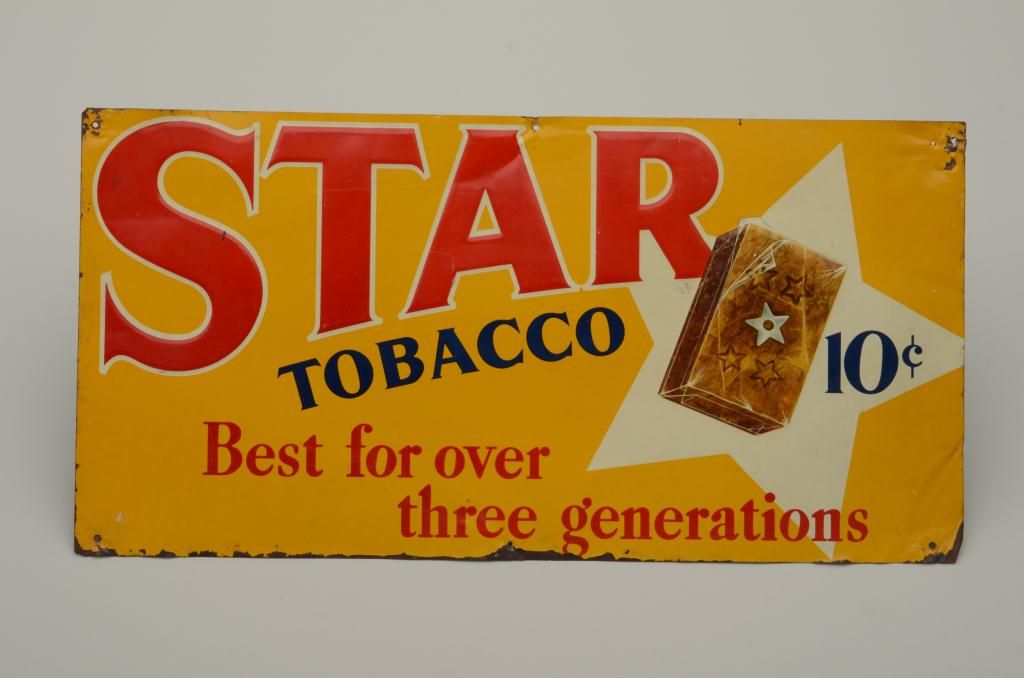 STAR
TOBACCO
10¢
Best for over
three generations